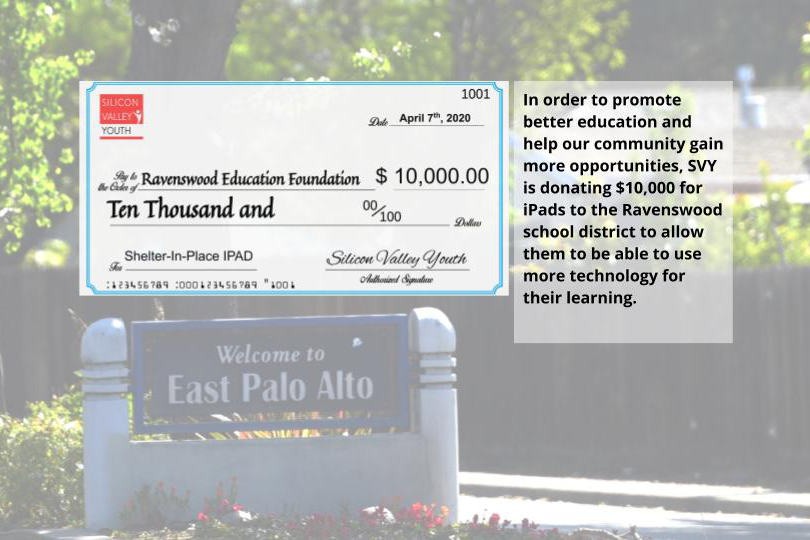 SILICON
VALLEY
YOUTH
1001
Date April 7th, 2020
Pay to
the Order of Ravenswood Education Foundation $ 10,000.00
Ten Thousand and 00/100 Dollars
For Shelter-In-Place IPAD
Silicon Valley Youth
Authorized Signature
:123456789 :000123456789 "1001
In order to promote
better education and
help our community gain
more opportunities, SVY
is donating $10,000 for
iPads to the Ravenswood
school district to allow
them to be able to use
more technology for
their learning.
Welcome to
East Palo Alto